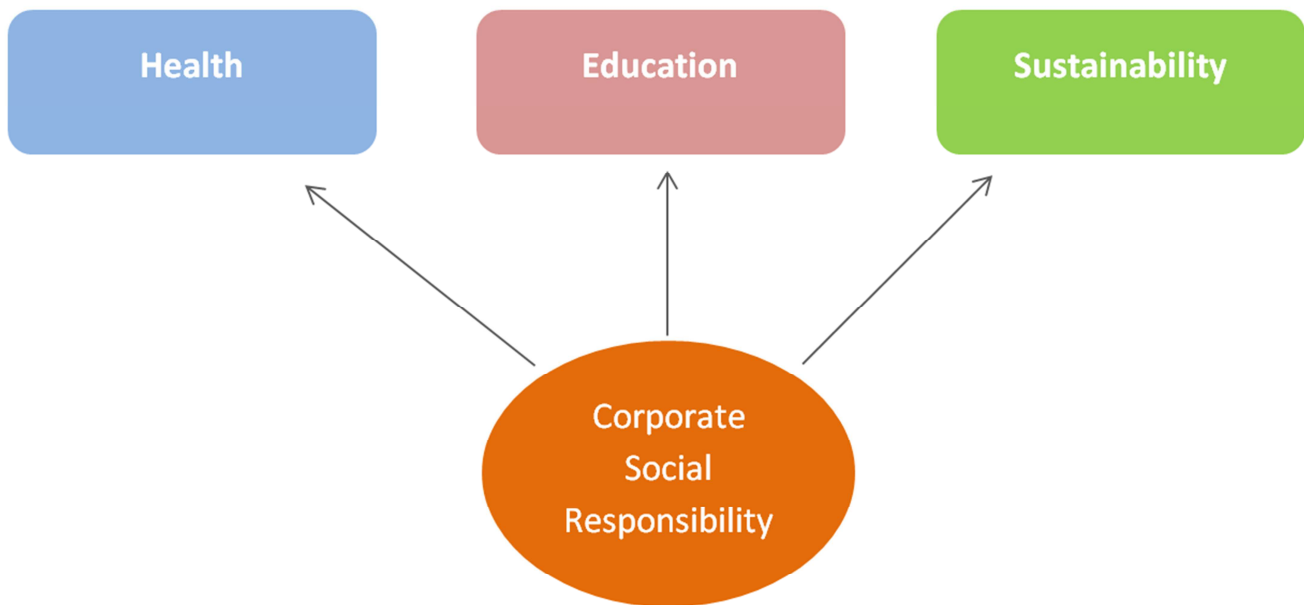 Health
Education
Sustainability
Corporate
Social
Responsibility